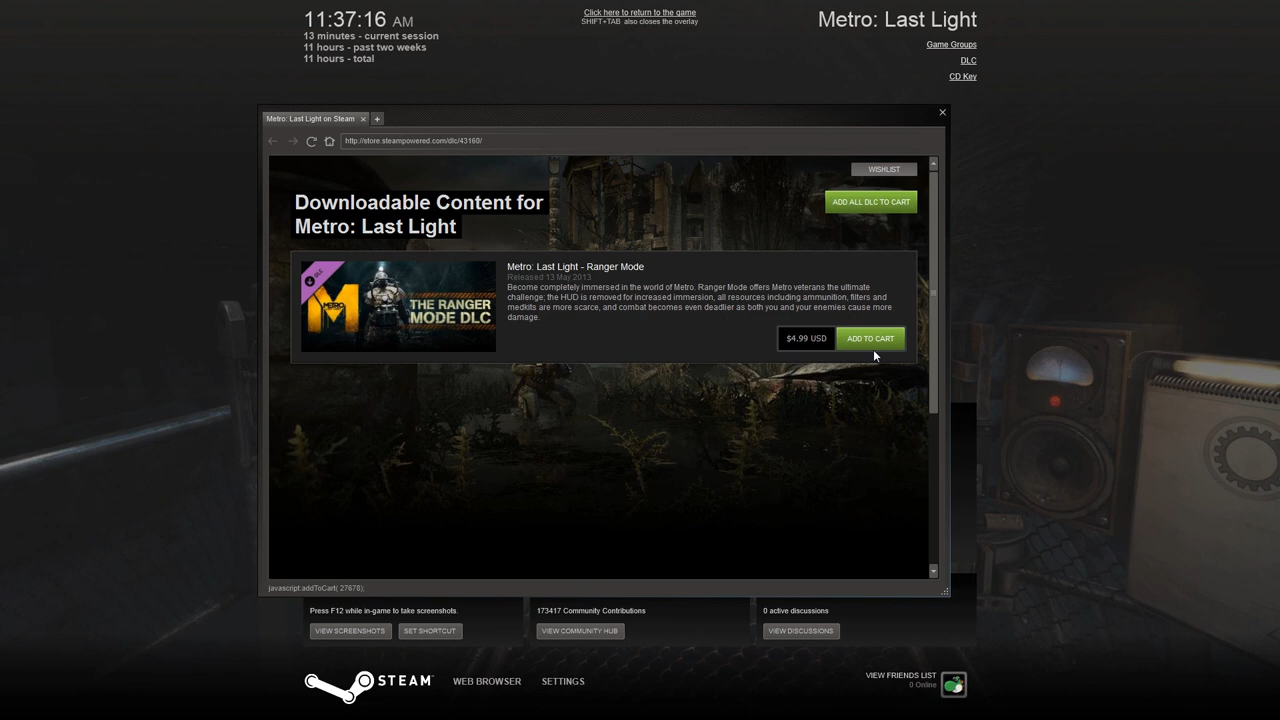 11:37:16 AM
13 minutes - current session
11 hours - past two weeks
11 hours - total
Click here to return to the game
SHIFT+TAB also closes the overlay
Metro: Last Light
Game Groups
DLC
CD Key
Metro: Last Light on Steam
http://store.steampowered.com/dlc/43160/
WISHLIST
Downloadable Content for
Metro: Last Light
ADD ALL DLC TO CART
DLC
METRO
THE RANGER
MODE DLC
Metro: Last Light - Ranger Mode
Released 13 May 2013
Become completely immersed in the world of Metro. Ranger Mode offers Metro veterans the ultimate
challenge; the HUD is removed for increased immersion, all resources including ammunition, filters and
medkits are more scarce, and combat becomes even deadlier as both you and your enemies cause more
damage.
$4.99 USD
ADD TO CART
javascript:addToCart( 27678);
Press F12 while in-game to take screenshots.
VIEW SCREENSHOTS
SET SHORTCUT
173417 Community Contributions
VIEW COMMUNITY HUB
0 active discussions
VIEW DISCUSSIONS
STEAM
WEB BROWSER
SETTINGS
VIEW FRIENDS LIST
0 Online